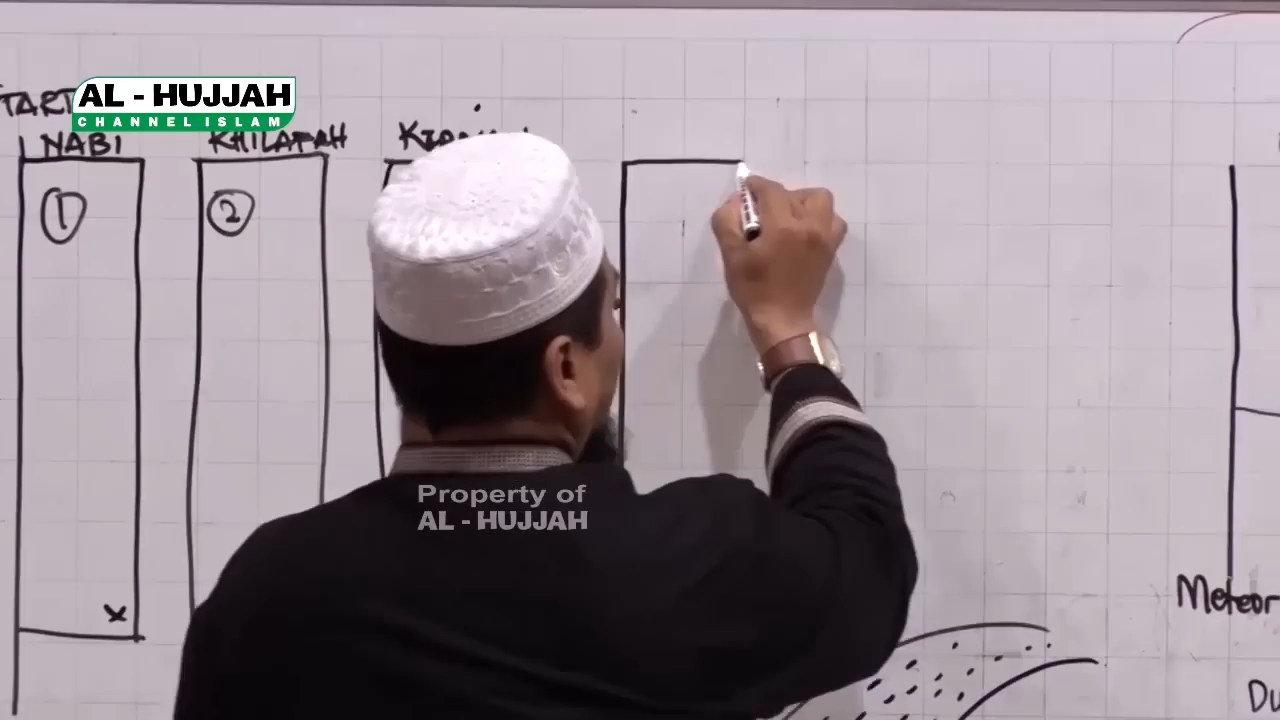 AL - HUJJAH
CHANNEL ISLAM
NABI
KHILAFAH
1
2
x
Property of
AL - HUJJAH
Meteor